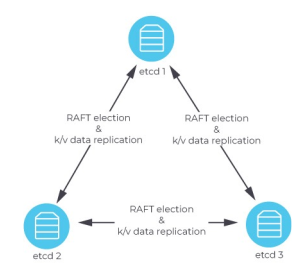 etcd 1
RAFT election
&
k/v data replication
RAFT election
&
k/v data replication
RAFT election
&
k/v data replication
etcd 2
etcd 3